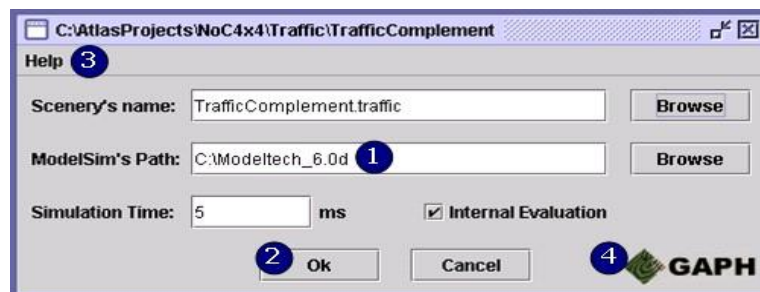 C:\AtlasProjects\NoC4x4\Traffic\TrafficComplement
Help 3
Scenery's name: TrafficComplement.traffic Browse
ModelSim's Path: C:\Modeltech_6.0d 1 Browse
Simulation Time: 5 ms Internal Evaluation
2 Ok Cancel 4 GAPH